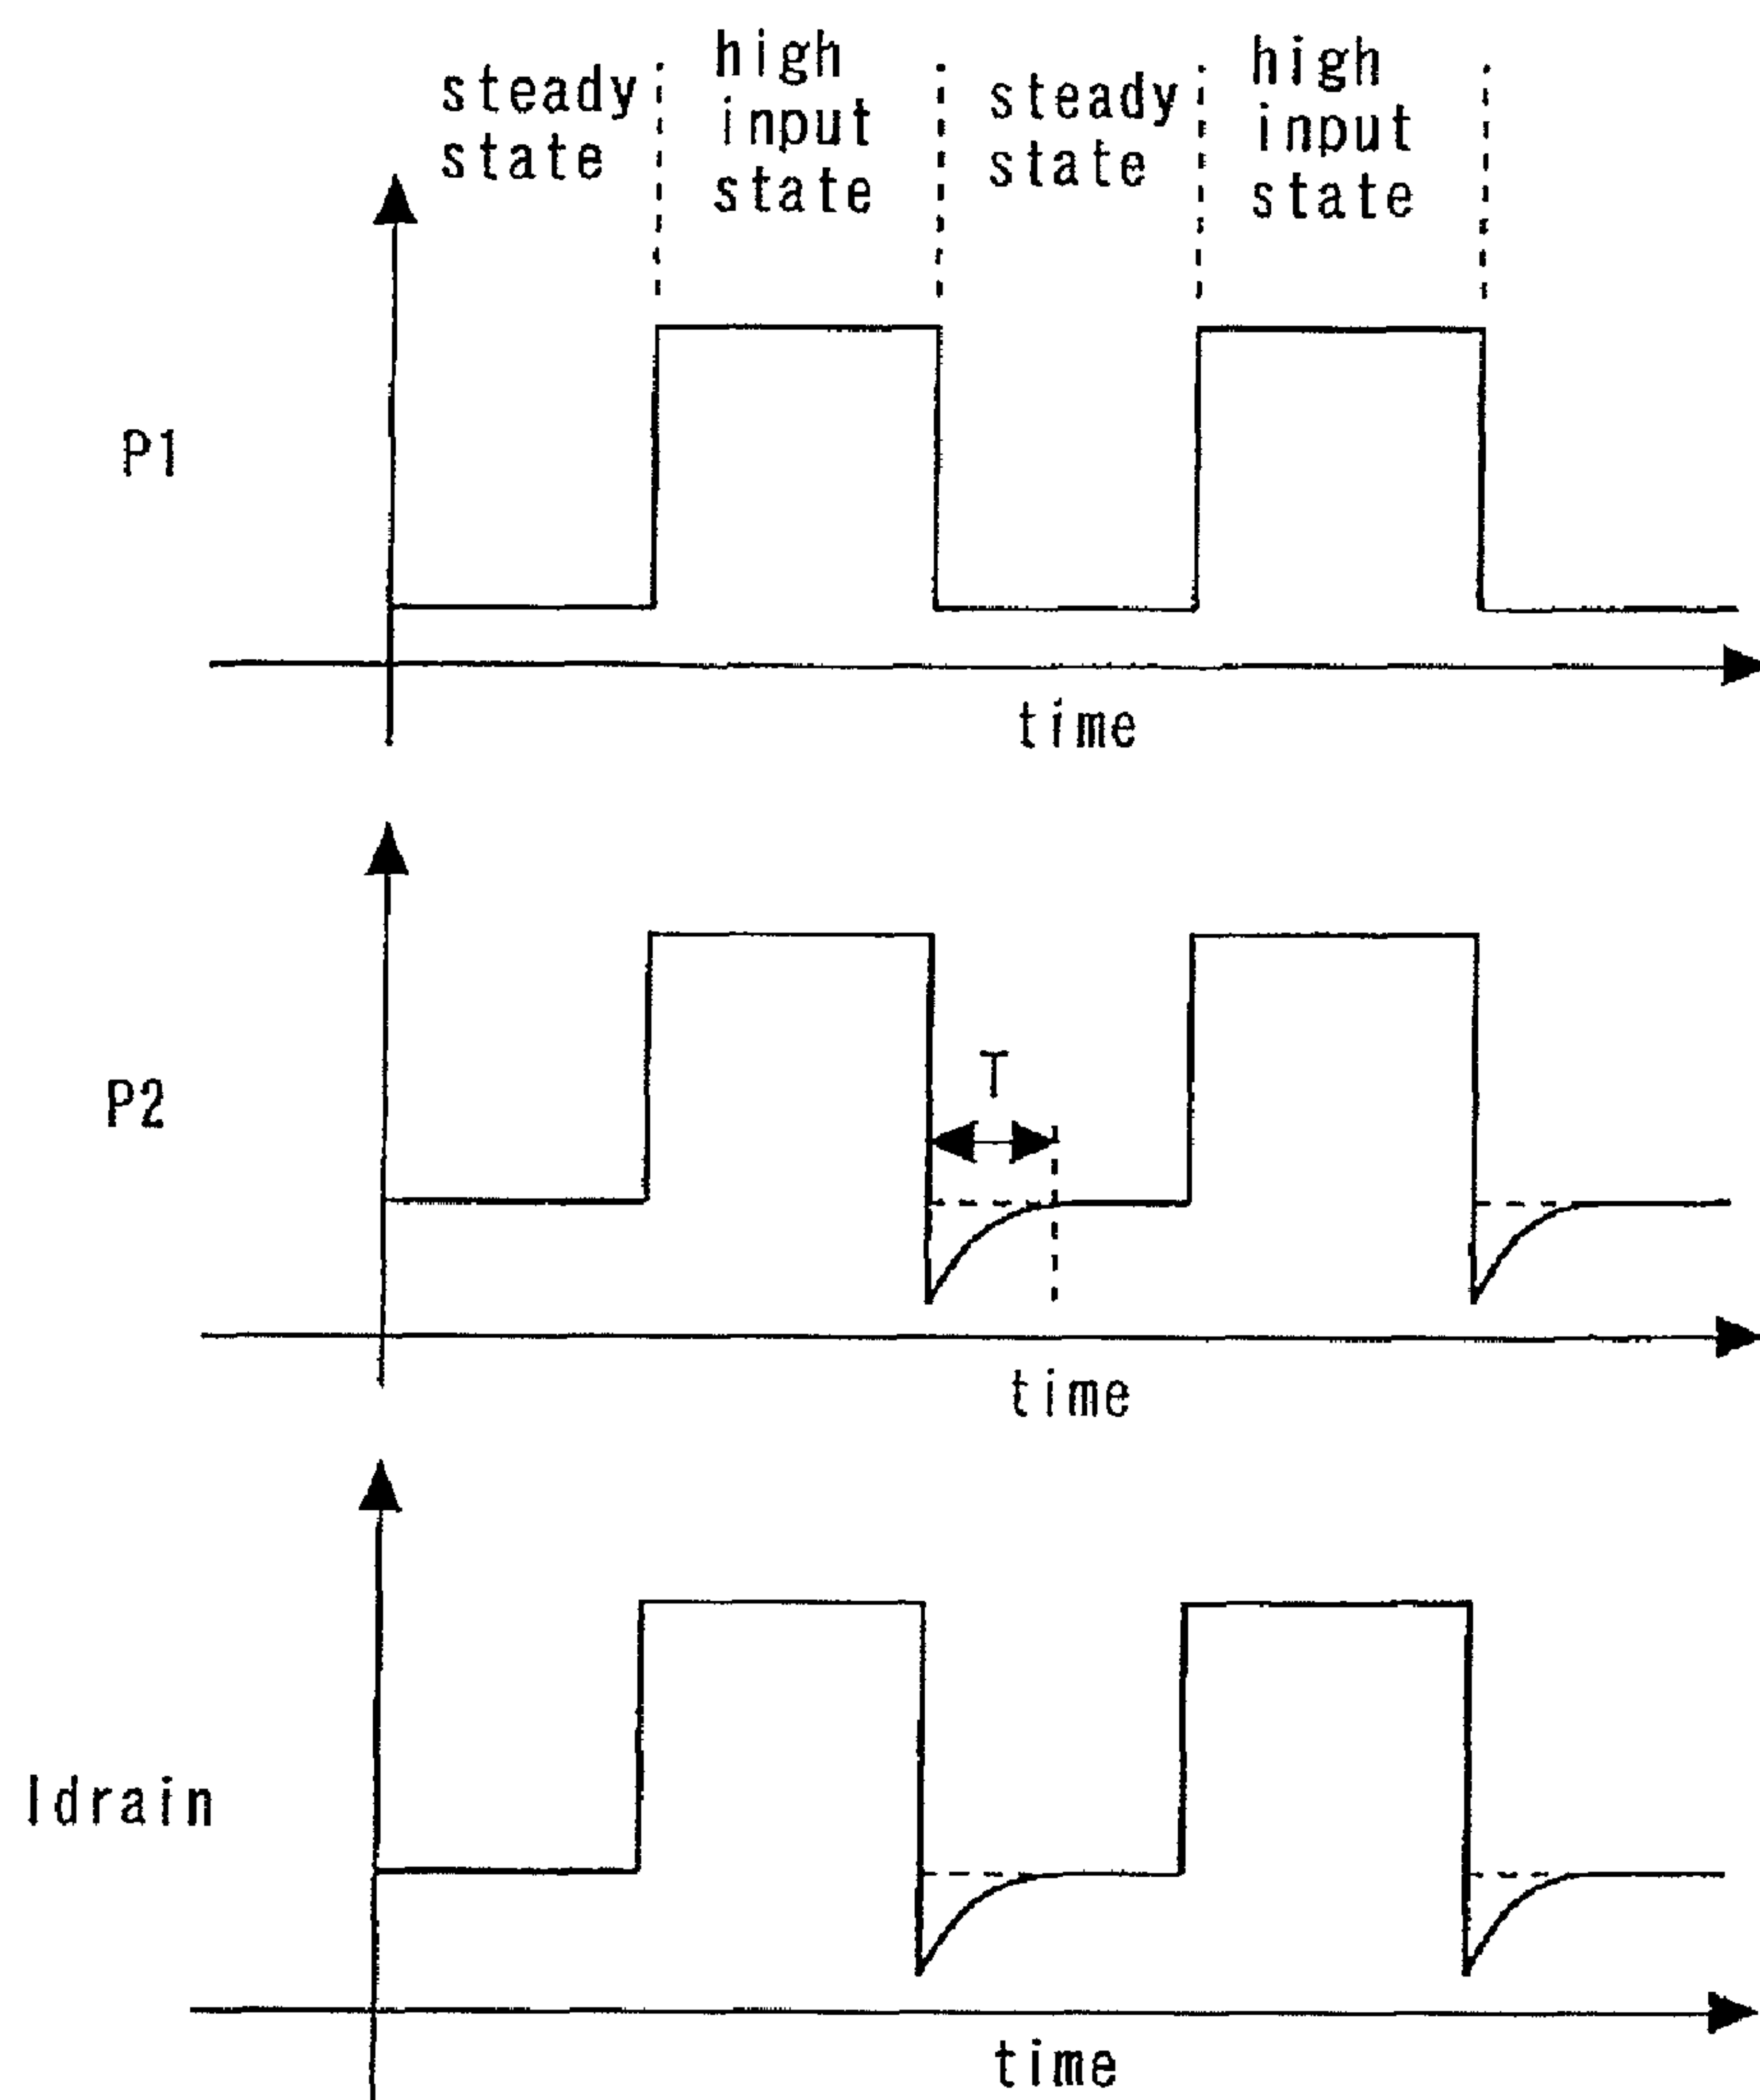 steady
state
high
input
state
steady
state
high
input
state
P1
time
P2
T
time
Idrain
time